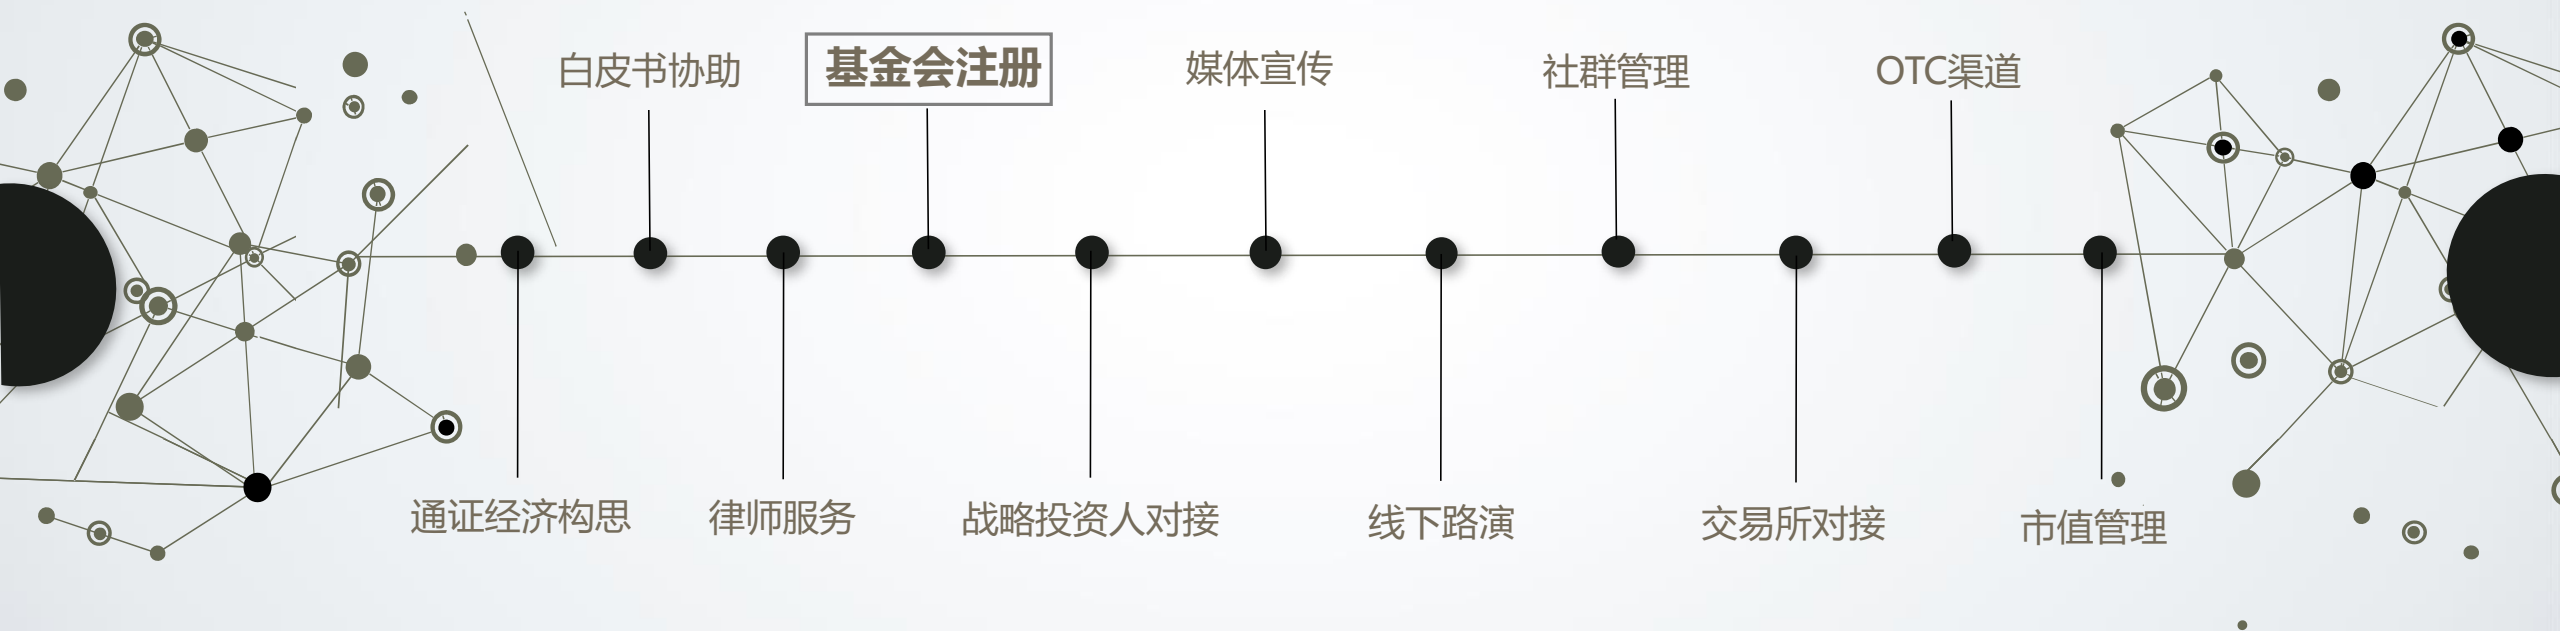 白皮书协助
基金会注册
媒体宣传
社群管理
OTC渠道
通证经济构思
律师服务
战略投资人对接
线下路演
交易所对接
市值管理